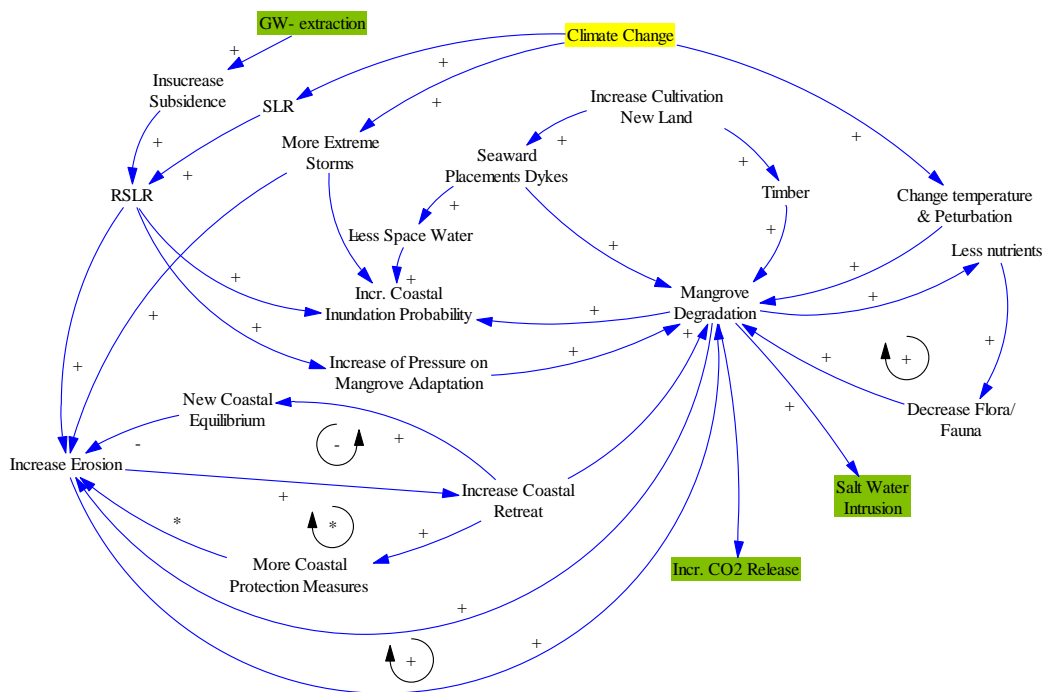 GW- extraction
Climate Change
+
+
+
Insucrease
Subsidence
SLR
Increase Cultivation
New Land
+
More Extreme
Storms
+
+
Seaward
Placements Dykes
+
+
+
RSLR
Timber
Change temperature
& Peturbation
+
Less Space Water
+
+
Less nutrients
+
+
+
Incr. Coastal
Inundation Probability
+
Mangrove
Degradation
+
+
+
+
+
+
+
+
Increase of Pressure on
Mangrove Adaptation
+
+
+
New Coastal
Equilibrium
+
Decrease Flora/
Fauna
-
-
+
Increase Erosion
+
Increase Coastal
Retreat
Salt Water
Intrusion
*
*
+
More Coastal
Protection Measures
Incr. CO2 Release
+
+
+